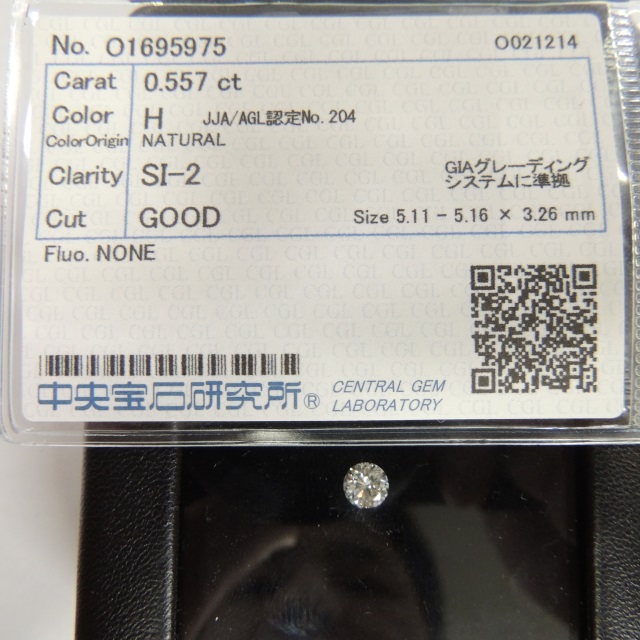 No. O1695975 O021214
Carat 0.557 ct
Color H JJA/AGL認定No.204
ColorOrigin NATURAL
Clarity SI-2 GIAグレーディング
システムに準拠
Cut GOOD Size 5.11 - 5.16 × 3.26 mm
Fluo. NONE
中央宝石研究所® CENTRAL GEM
LABORATORY